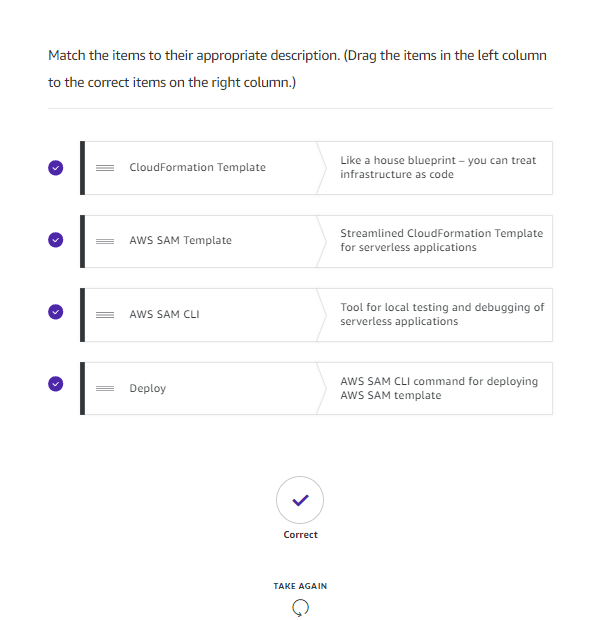 Match the items to their appropriate description. (Drag the items in the left column
to the correct items on the right column.)
CloudFormation Template
Like a house blueprint – you can treat
infrastructure as code
AWS SAM Template
Streamlined CloudFormation Template
for serverless applications
AWS SAM CLI
Tool for local testing and debugging of
serverless applications
Deploy
AWS SAM CLI command for deploying
AWS SAM template
Correct
TAKE AGAIN